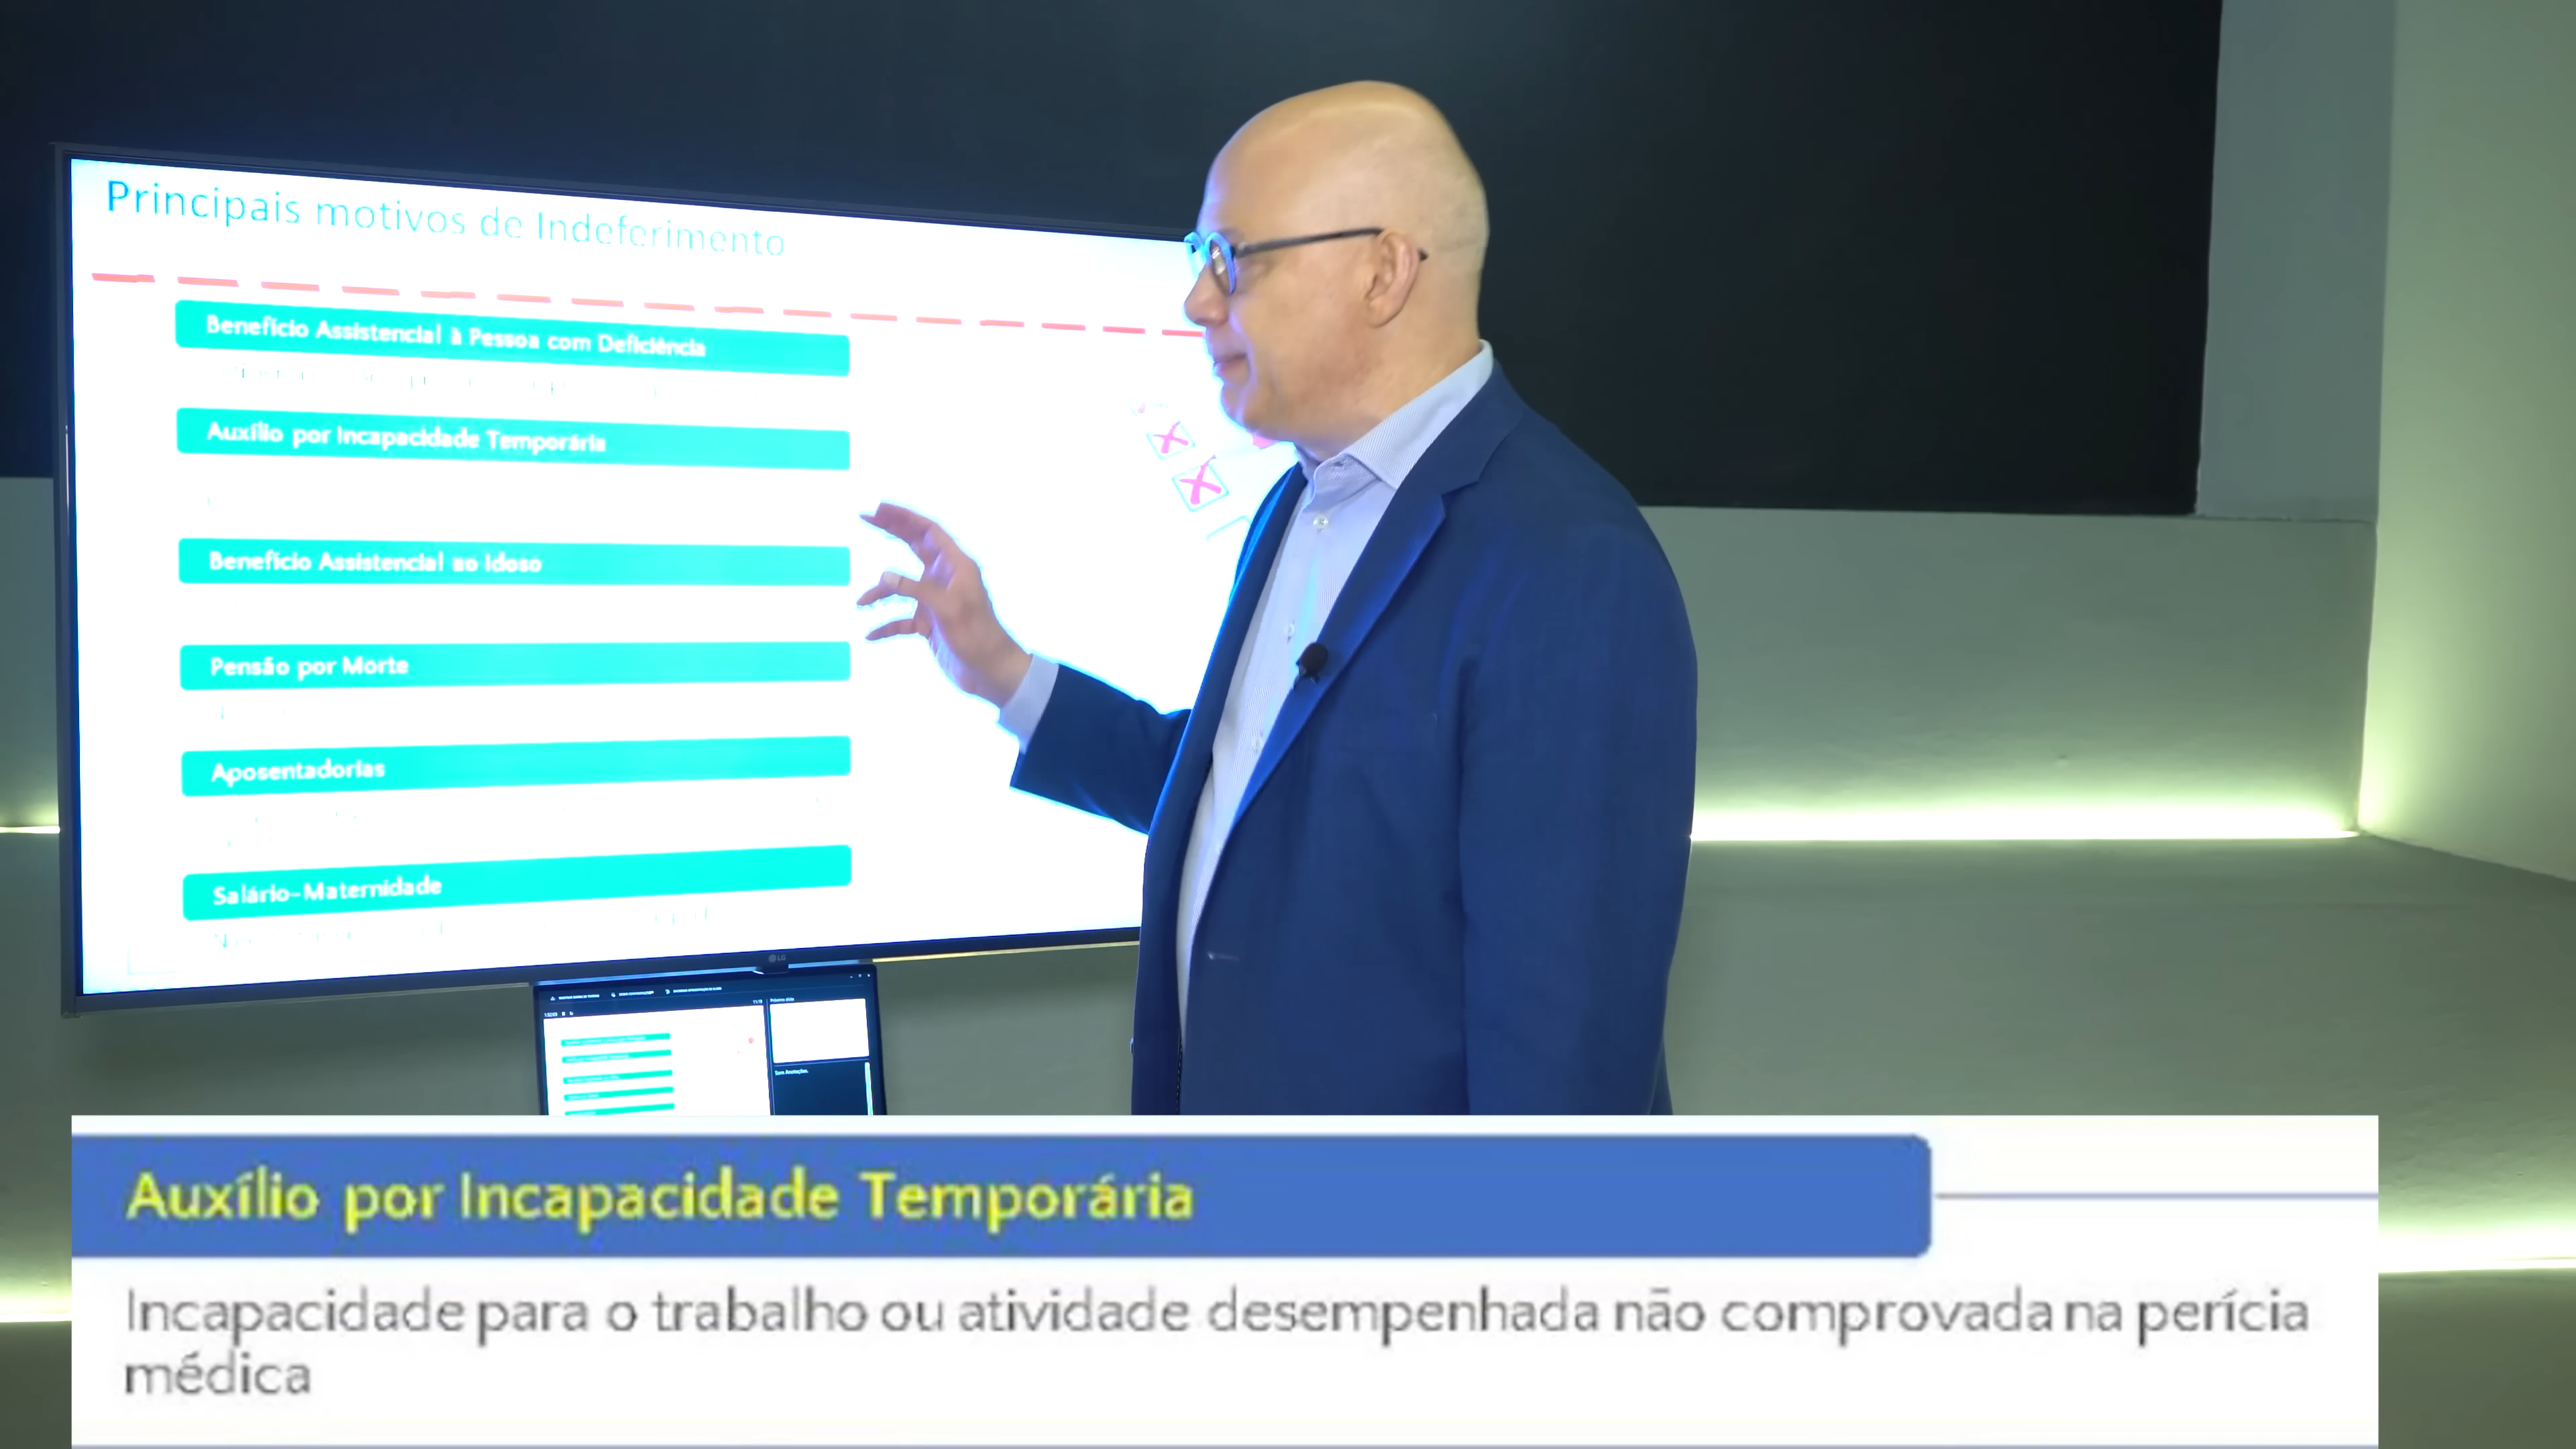 Principais motivos de Indeferimento
Benefício Assistencial à Pessoa com Deficiência
Auxílio por Incapacidade Temporária
Benefício Assistencial ao Idoso
Pensão por Morte
Aposentadorias
Salário-Maternidade
LG
Auxílio por Incapacidade Temporária
Incapacidade para o trabalho ou atividade desempenhada não comprovada na perícia
médica